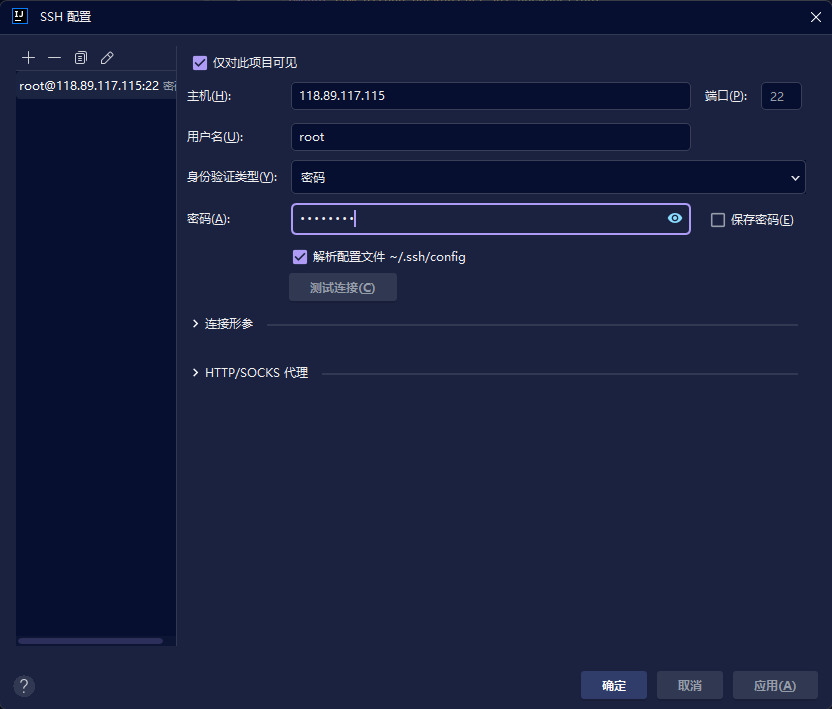 SSH 配置
root@118.89.117.115:22 密码
仅对此项目可见
主机(H):
118.89.117.115
端口(P):
22
用户名(U):
root
身份验证类型(Y):
密码
密码(A):
••••••••
保存密码(E)
解析配置文件 ~/.ssh/config
测试连接(C)
连接形参
HTTP/SOCKS 代理
?
确定
取消
应用(A)